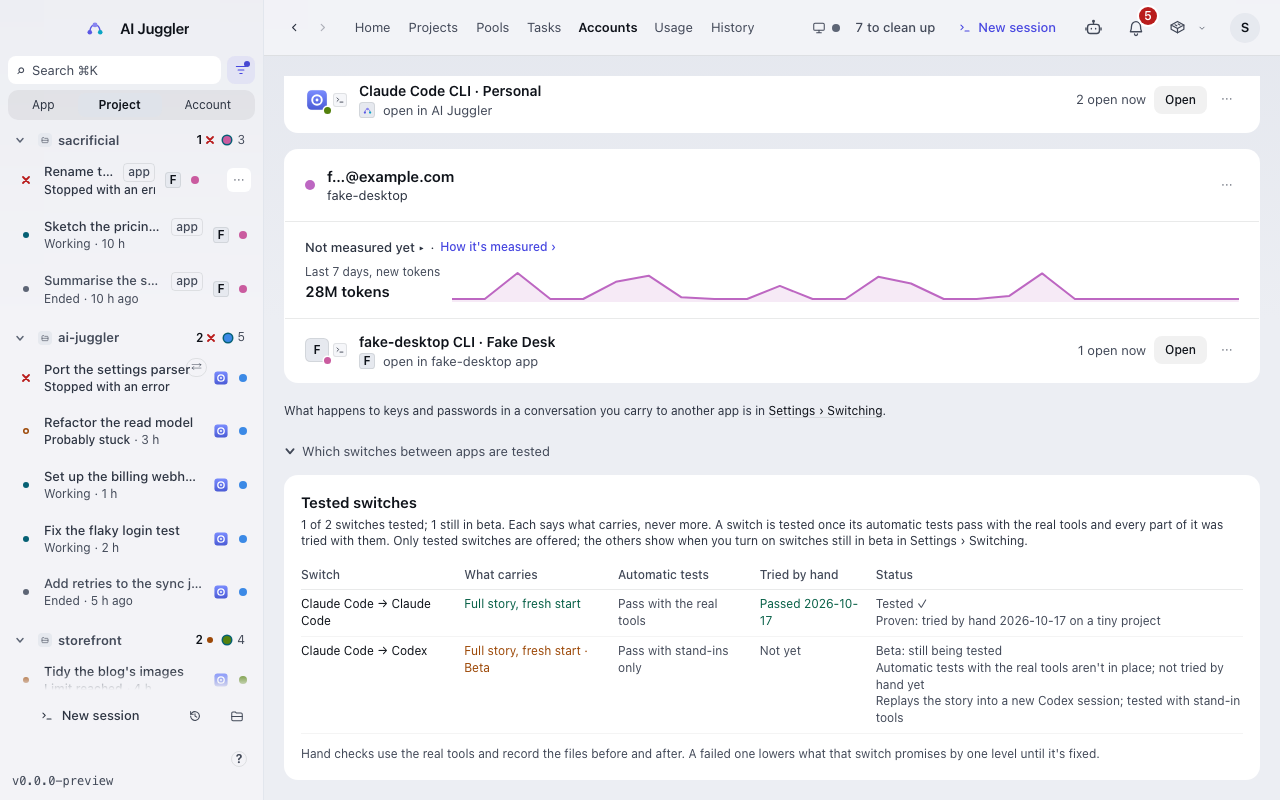 AI Juggler
Search ⌘K
App Project Account
sacrificial 1 3
Rename t... app F
Stopped with an err
Sketch the pricin... app F
Working · 10 h
Summarise the s... app F
Ended · 10 h ago
ai-juggler 2 5
Port the settings parser
Stopped with an error
Refactor the read model
Probably stuck · 3 h
Set up the billing webh...
Working · 1 h
Fix the flaky login test
Working · 2 h
Add retries to the sync j...
Ended · 5 h ago
storefront 2 4
Tidy the blog's images
New session
?
v0.0.0-preview
Home Projects Pools Tasks Accounts Usage History 7 to clean up New session 5 S
Claude Code CLI · Personal
open in AI Juggler
2 open now Open ...
f...@example.com
fake-desktop
...
Not measured yet ▸ · How it's measured ›
Last 7 days, new tokens
28M tokens
F fake-desktop CLI · Fake Desk
F open in fake-desktop app
1 open now Open ...
What happens to keys and passwords in a conversation you carry to another app is in Settings › Switching.
Which switches between apps are tested
Tested switches
1 of 2 switches tested; 1 still in beta. Each says what carries, never more. A switch is tested once its automatic tests pass with the real tools and every part of it was
tried with them. Only tested switches are offered; the others show when you turn on switches still in beta in Settings › Switching.
Switch What carries Automatic tests Tried by hand Status
Claude Code → Claude Code
Full story, fresh start
Pass with the real tools
Passed 2026-10-17
Tested ✓
Proven: tried by hand 2026-10-17 on a tiny project
Claude Code → Codex
Full story, fresh start · Beta
Pass with stand-ins only
Not yet
Beta: still being tested
Automatic tests with the real tools aren't in place; not tried by
hand yet
Replays the story into a new Codex session; tested with stand-in
tools
Hand checks use the real tools and record the files before and after. A failed one lowers what that switch promises by one level until it's fixed.